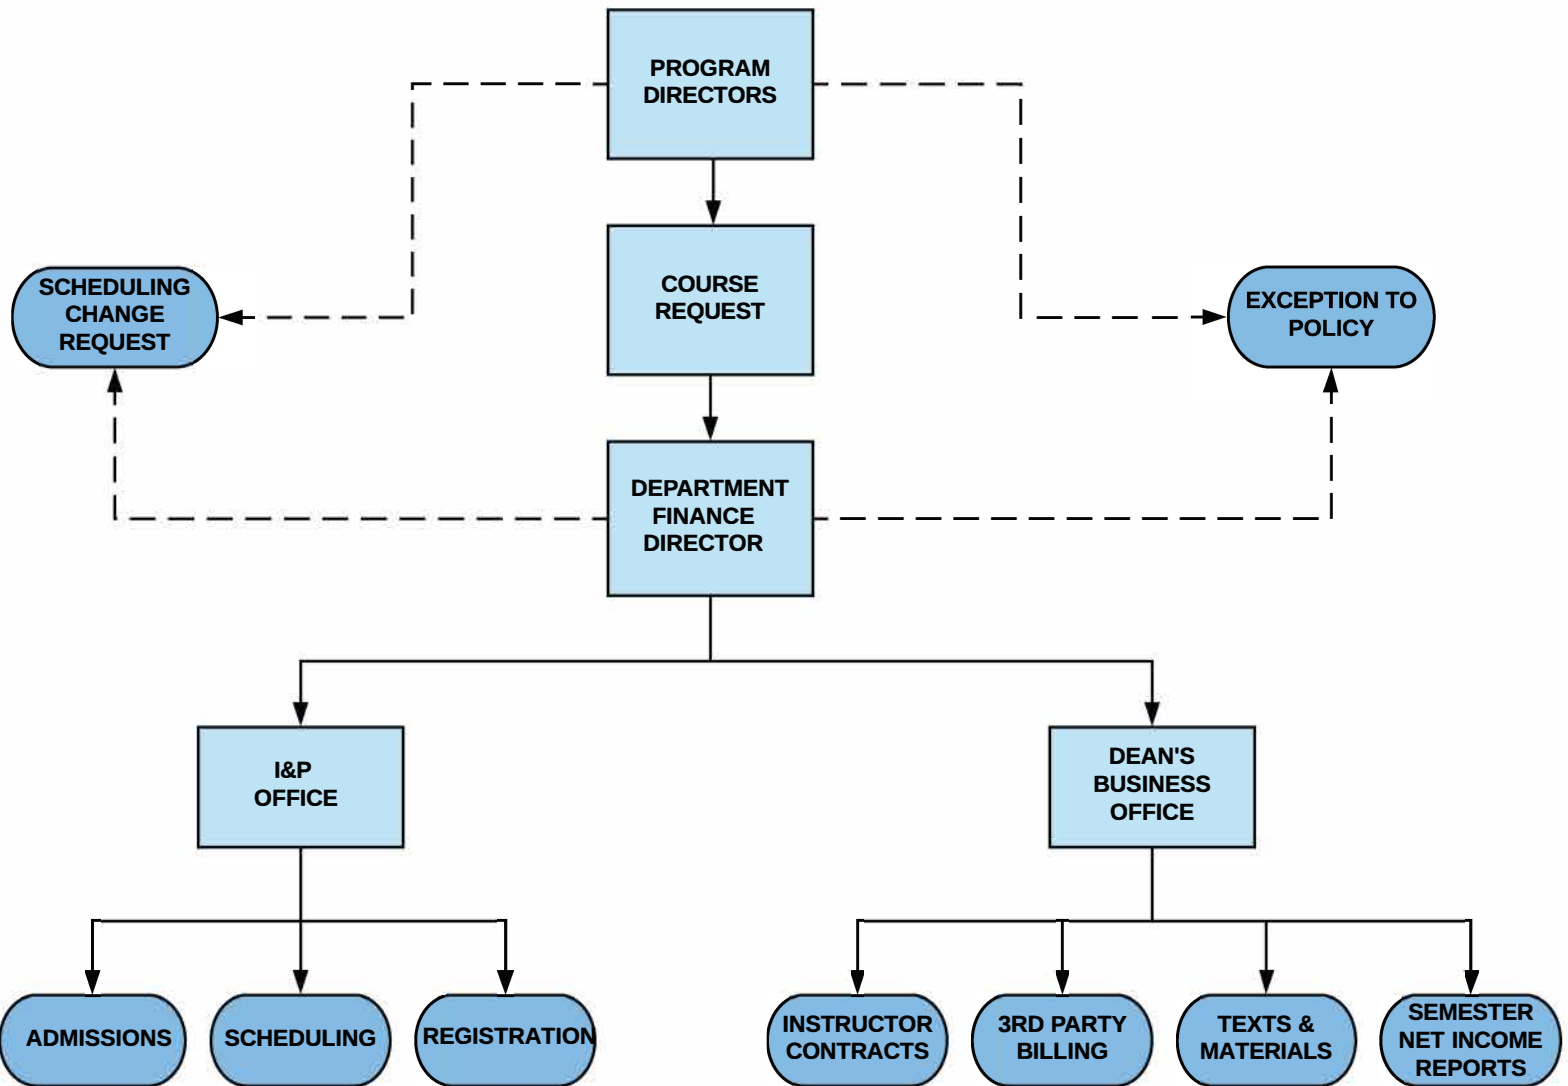 PROGRAM
DIRECTORS
COURSE
REQUEST
SCHEDULING
CHANGE
REQUEST
EXCEPTION TO
POLICY
DEPARTMENT
FINANCE
DIRECTOR
I&P
OFFICE
DEAN'S
BUSINESS
OFFICE
ADMISSIONS
SCHEDULING
REGISTRATION
INSTRUCTOR
CONTRACTS
3RD PARTY
BILLING
TEXTS &
MATERIALS
SEMESTER
NET INCOME
REPORTS